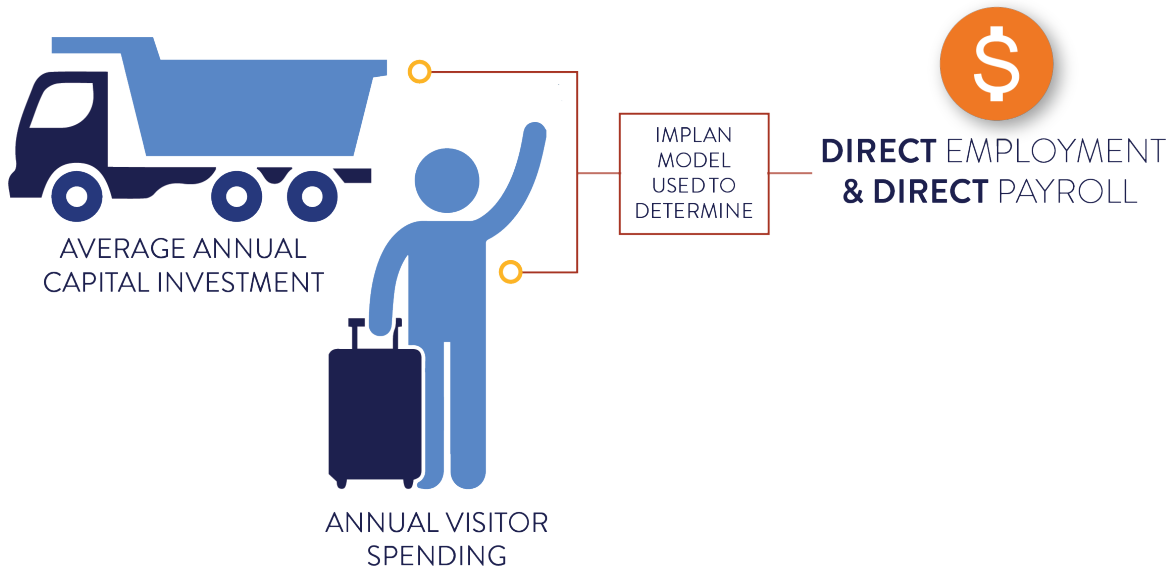 AVERAGE ANNUAL
CAPITAL INVESTMENT
ANNUAL VISITOR
SPENDING
IMPLAN
MODEL
USED TO
DETERMINE
$
DIRECT EMPLOYMENT
& DIRECT PAYROLL